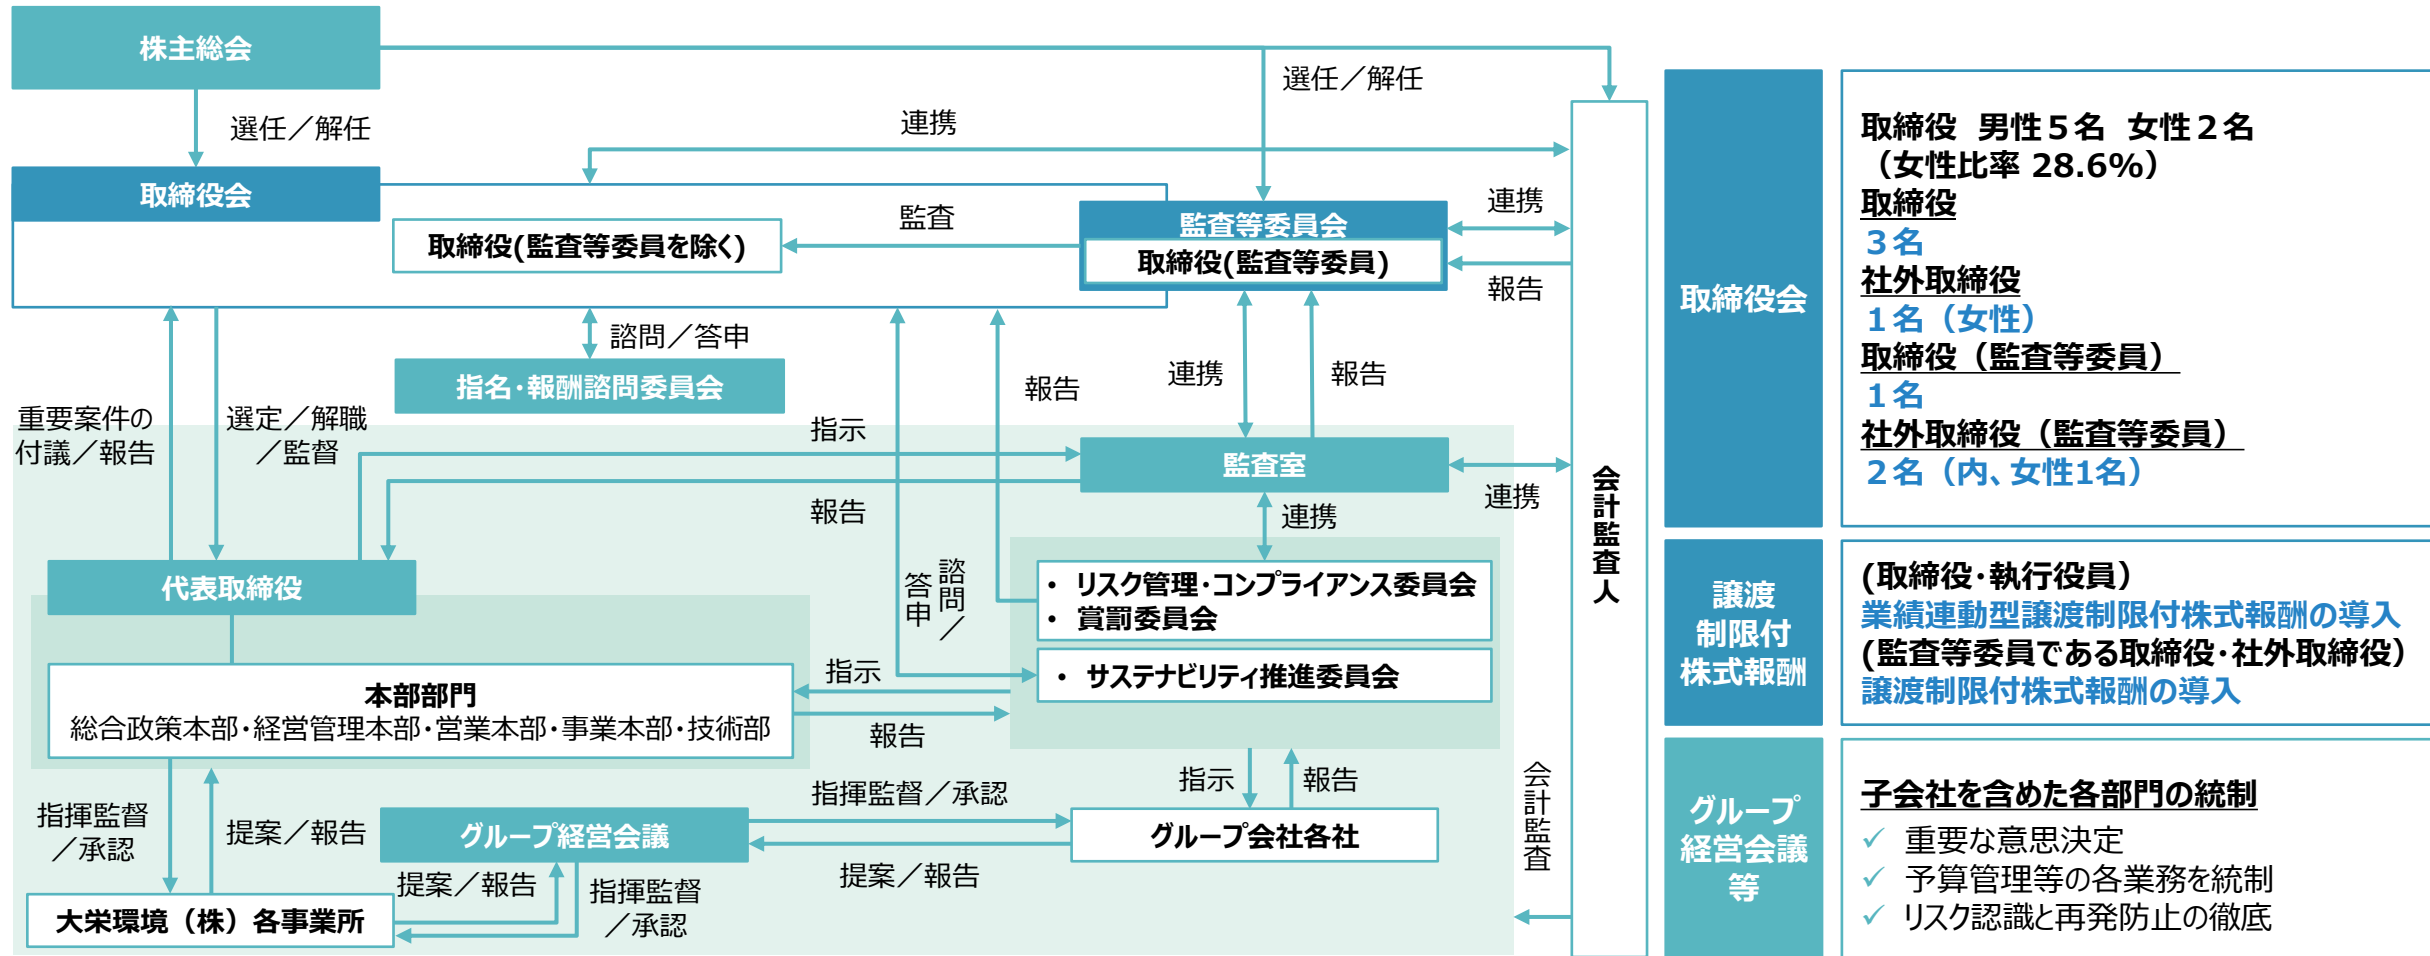 株主総会
選任／解任
選任／解任
連携
取締役会
取締役(監査等委員を除く)
監査
監査等委員会
取締役(監査等委員)
連携
報告
諮問／答申
指名･報酬諮問委員会
重要案件の
付議／報告
選定／解職
／監督
報告
連携
報告
指示
監査室
報告
連携
連携
代表取締役
諮問／
答申
・ リスク管理･コンプライアンス委員会
・ 賞罰委員会
・ サステナビリティ推進委員会
本部部門
総合政策本部･経営管理本部･営業本部･事業本部･技術部
指示
報告
指揮監督
／承認
提案／報告
グループ経営会議
指揮監督／承認
提案／報告
指示
報告
グループ会社各社
提案／報告
指揮監督
／承認
大栄環境（株）各事業所
会計監査
会計監査人
取締役会
取締役 男性５名 女性２名
（女性比率 28.6%）
取締役
３名
社外取締役
１名（女性）
取締役（監査等委員）
１名
社外取締役（監査等委員）
２名（内、女性1名）
譲渡
制限付
株式報酬
(取締役･執行役員）
業績連動型譲渡制限付株式報酬の導入
(監査等委員である取締役･社外取締役）
譲渡制限付株式報酬の導入
グループ
経営会議
等
子会社を含めた各部門の統制
✓ 重要な意思決定
✓ 予算管理等の各業務を統制
✓ リスク認識と再発防止の徹底